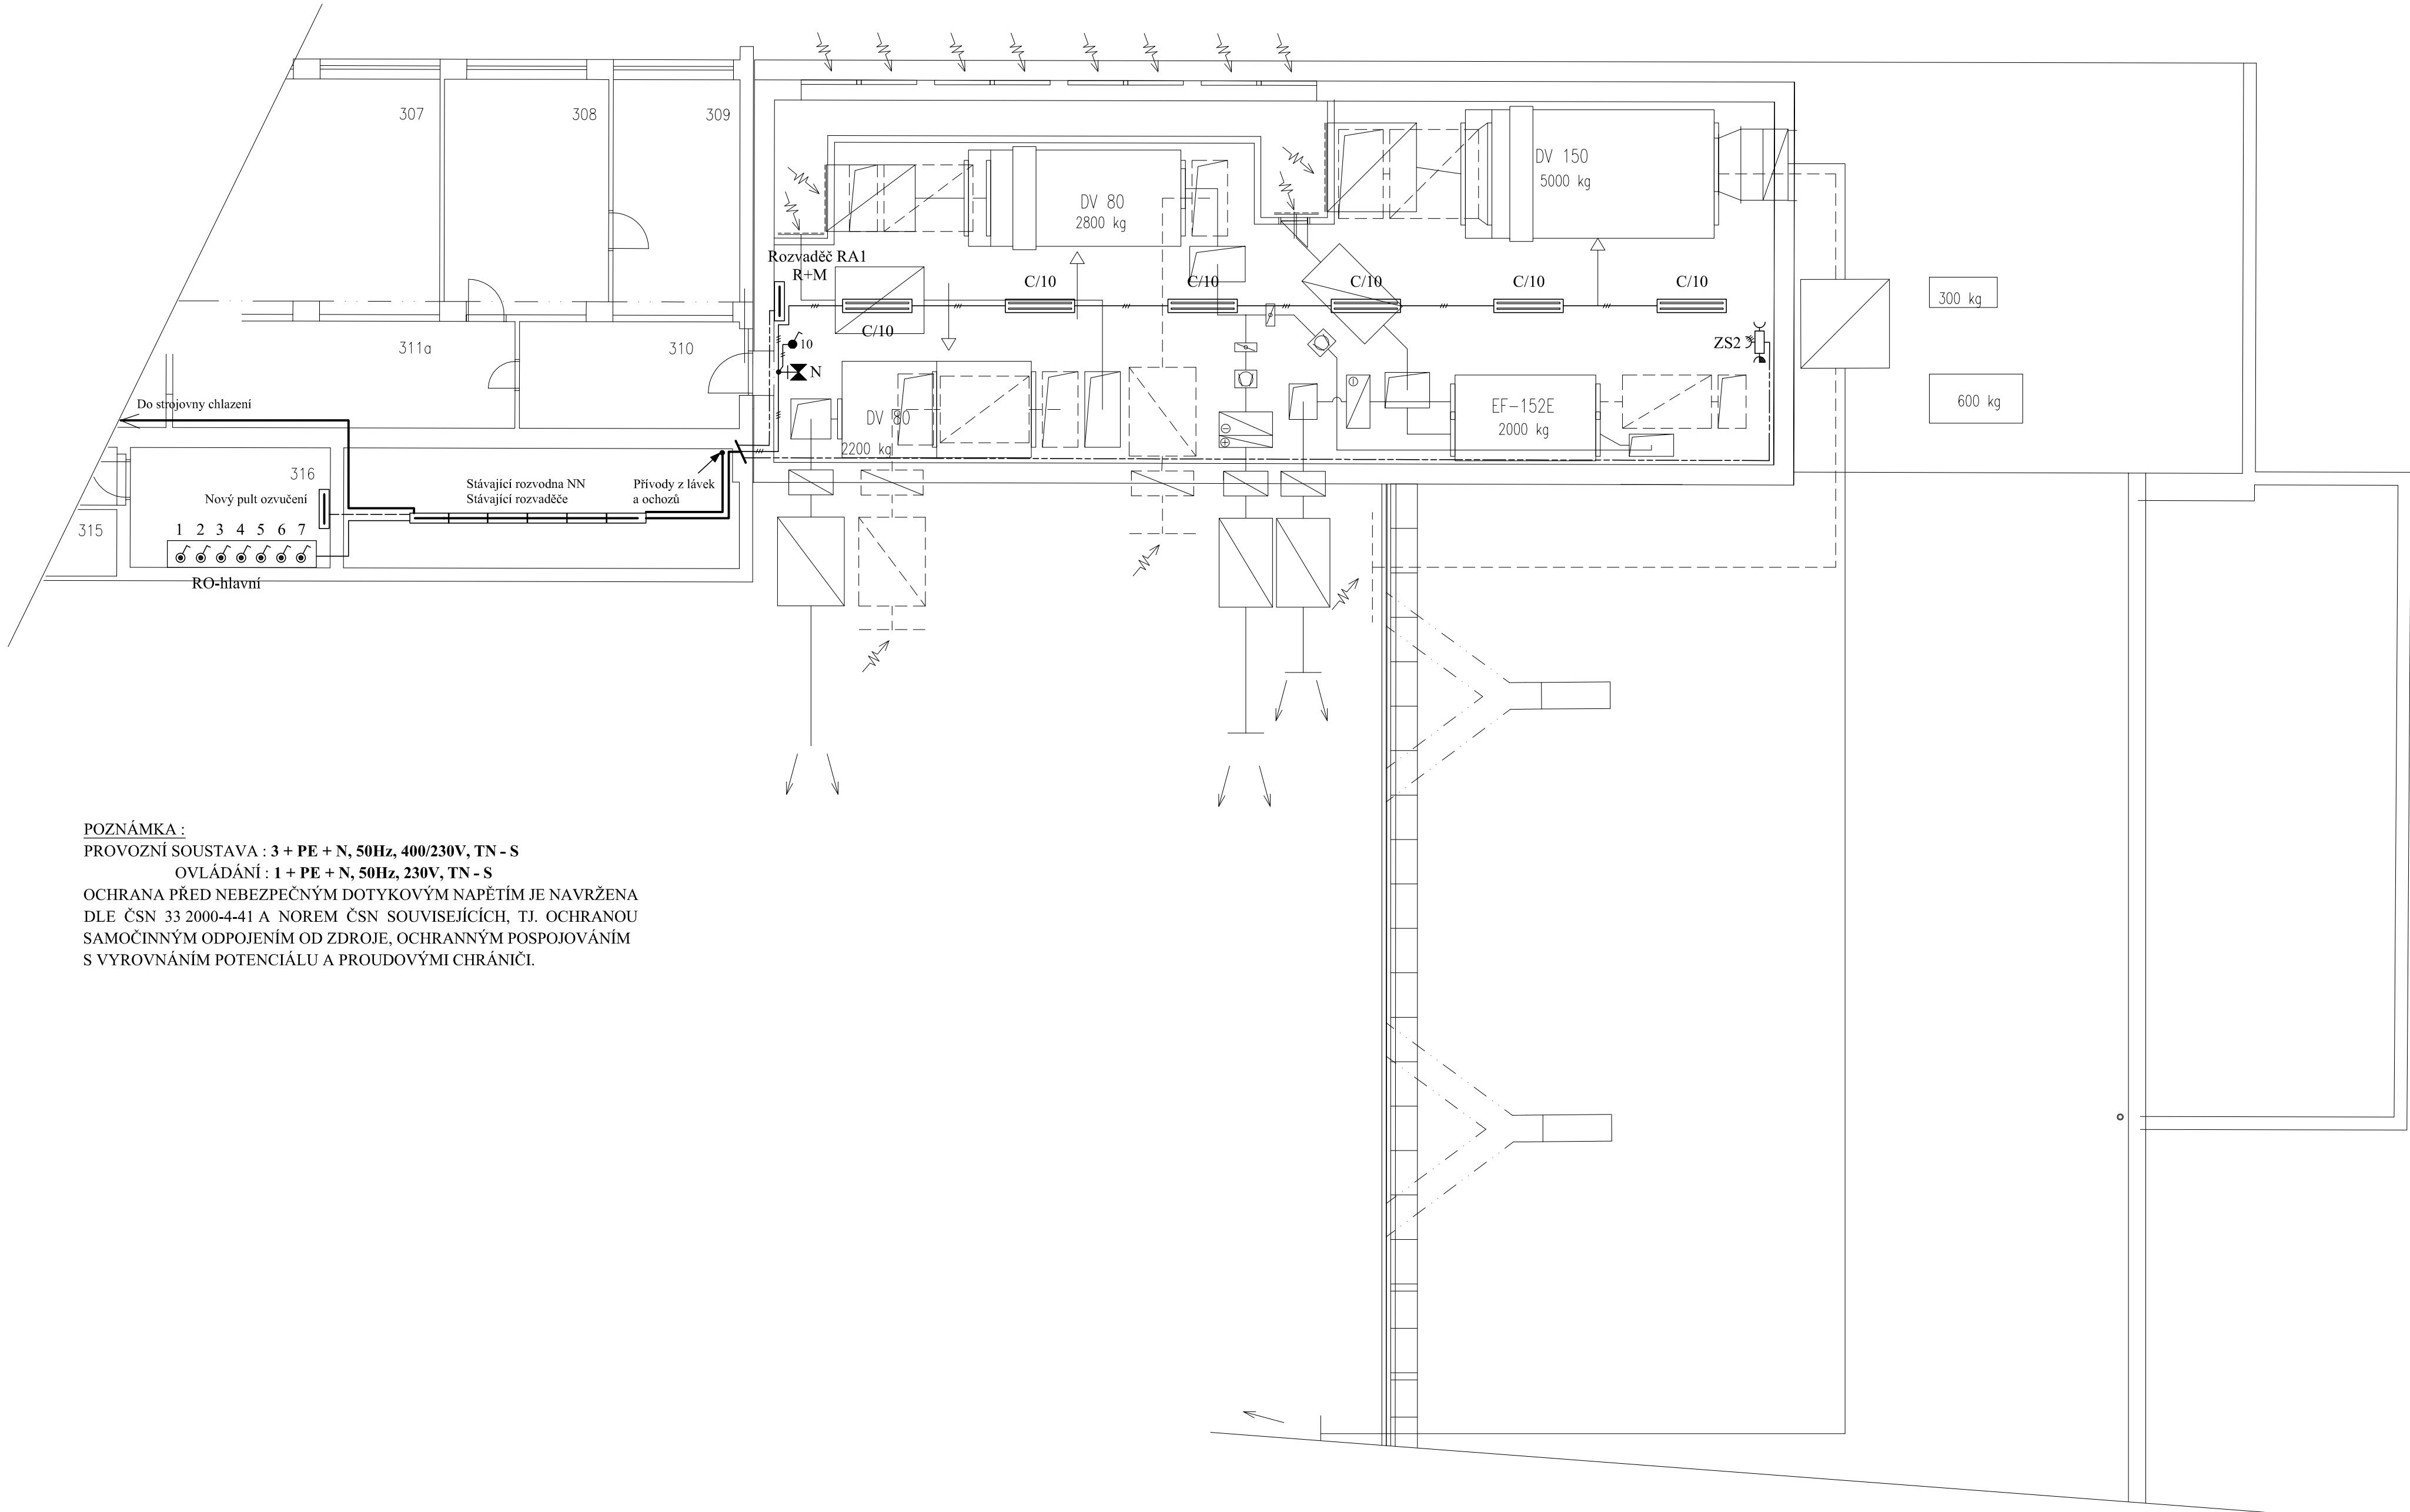 307
308
309
DV 150
5000 kg
DV 80
2800 kg
Rozvaděč RA1
R+M
C/10
C/10
C/10
C/10
C/10
C/10
300 kg
311a
310
10
N
ZS2
Do strojovny chlazení
DV 80
2200 kg
EF-152E
2000 kg
600 kg
316
Nový pult ozvučení
Stávající rozvodna NN
Stávající rozvaděče
Přívody z lávek
a ochozů
315
1 2 3 4 5 6 7
RO-hlavní
POZNÁMKA :
PROVOZNÍ SOUSTAVA : 3 + PE + N, 50Hz, 400/230V, TN - S
OVLÁDÁNÍ : 1 + PE + N, 50Hz, 230V, TN - S
OCHRANA PŘED NEBEZPEČNÝM DOTYKOVÝM NAPĚTÍM JE NAVRŽENA
DLE ČSN 33 2000-4-41 A NOREM ČSN SOUVISEJÍCÍCH, TJ. OCHRANOU
SAMOČINNÝM ODPOJENÍM OD ZDROJE, OCHRANNÝM POSPOJOVÁNÍM
S VYROVNÁNÍM POTENCIÁLU A PROUDOVÝMI CHRÁNIČI.